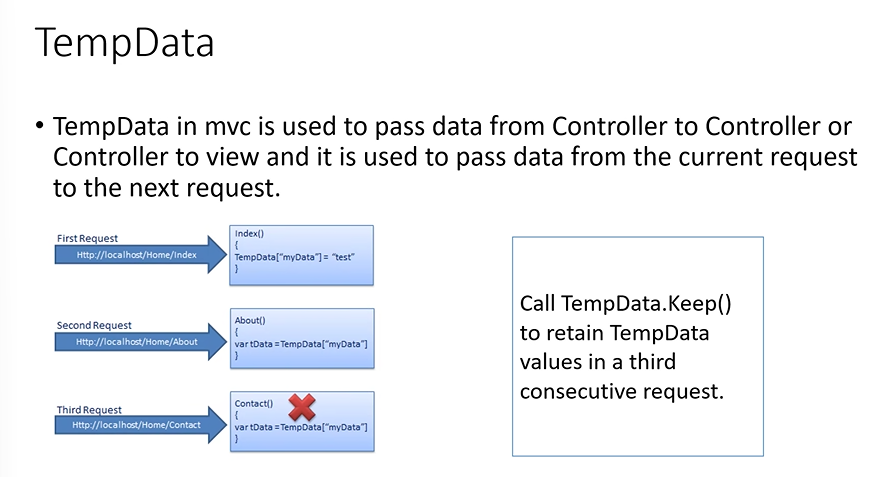 TempData
• TempData in mvc is used to pass data from Controller to Controller or
Controller to view and it is used to pass data from the current request
to the next request.
First Request
Http://localhost/Home/Index
Index()
{
TempData["myData"] = "test"
}
Second Request
Http://localhost/Home/About
About()
{
var tData =TempData["myData"]
}
Third Request
Http://localhost/Home/Contact
Contact()
{
var tData =TempData["myData"]
}
Call TempData.Keep()
to retain TempData
values in a third
consecutive request.